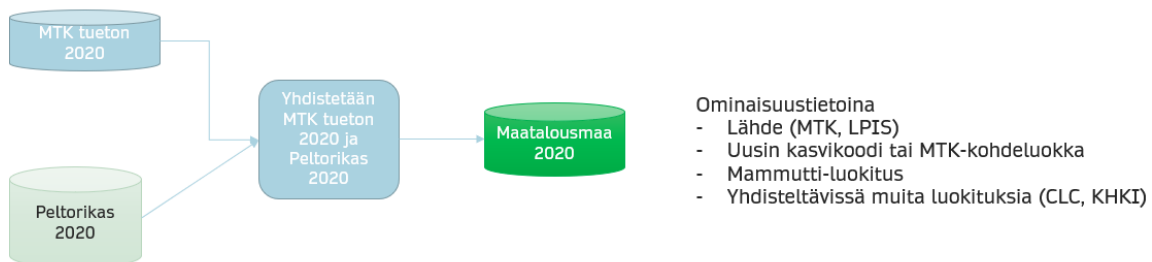 MTK tueton
2020
Yhdistetään
MTK tueton
2020 ja
Peltorikas
2020
Peltorikas
2020
Maatalousmaa
2020
Ominaisuustietoina
- Lähde (MTK, LPIS)
- Uusin kasvikoodi tai MTK-kohdeluokka
- Mammutti-luokitus
- Yhdisteltävissä muita luokituksia (CLC, KHKI)